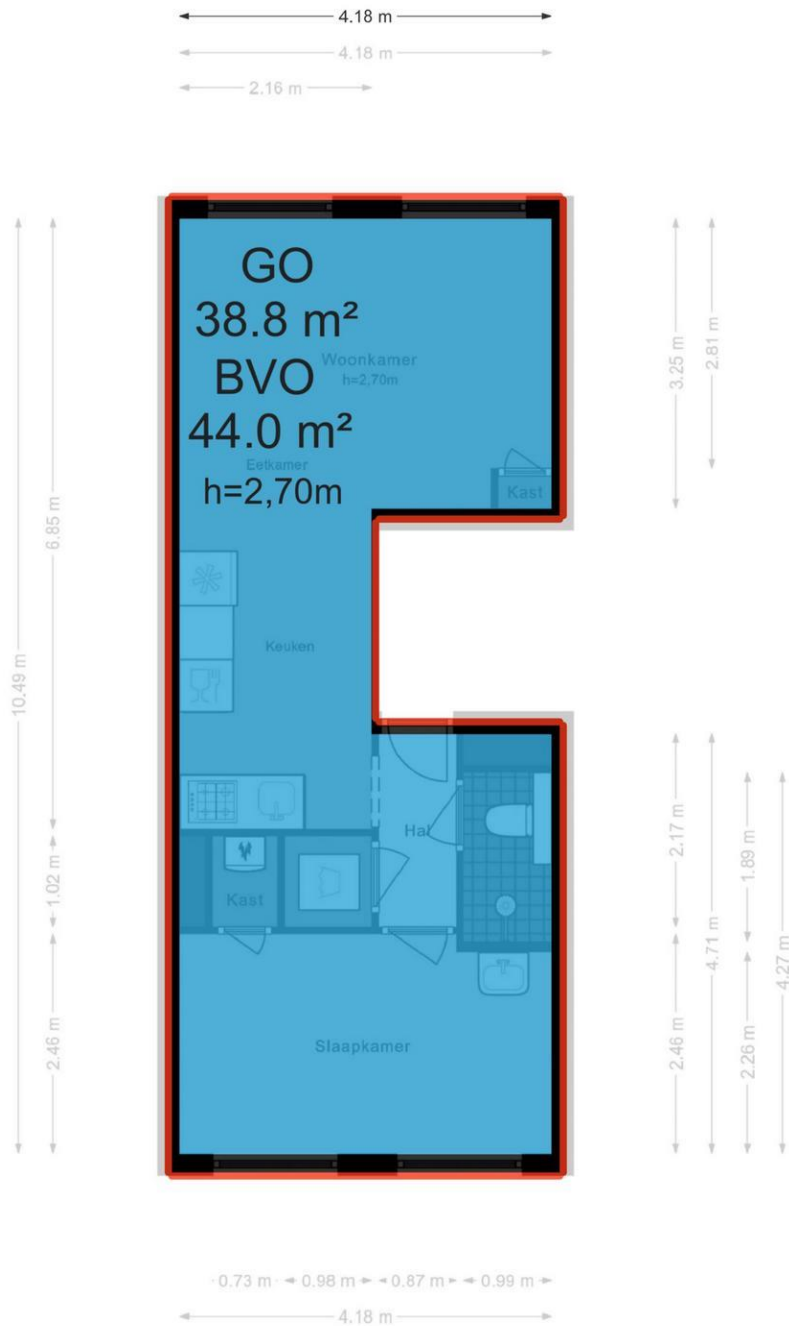 4.18 m
4.18 m
2.16 m
GO
38.8 m²
Woonkamer
h=2,70m
BVO
44.0 m²
Eetkamer
h=2,70m
Kast
Keuken
Hal
Kast
Slaapkamer
10.49 m
6.85 m
1.02 m
2.46 m
3.25 m
2.81 m
2.17 m
2.46 m
4.71 m
1.89 m
2.26 m
4.27 m
0.73 m
0.98 m
0.87 m
0.99 m
4.18 m